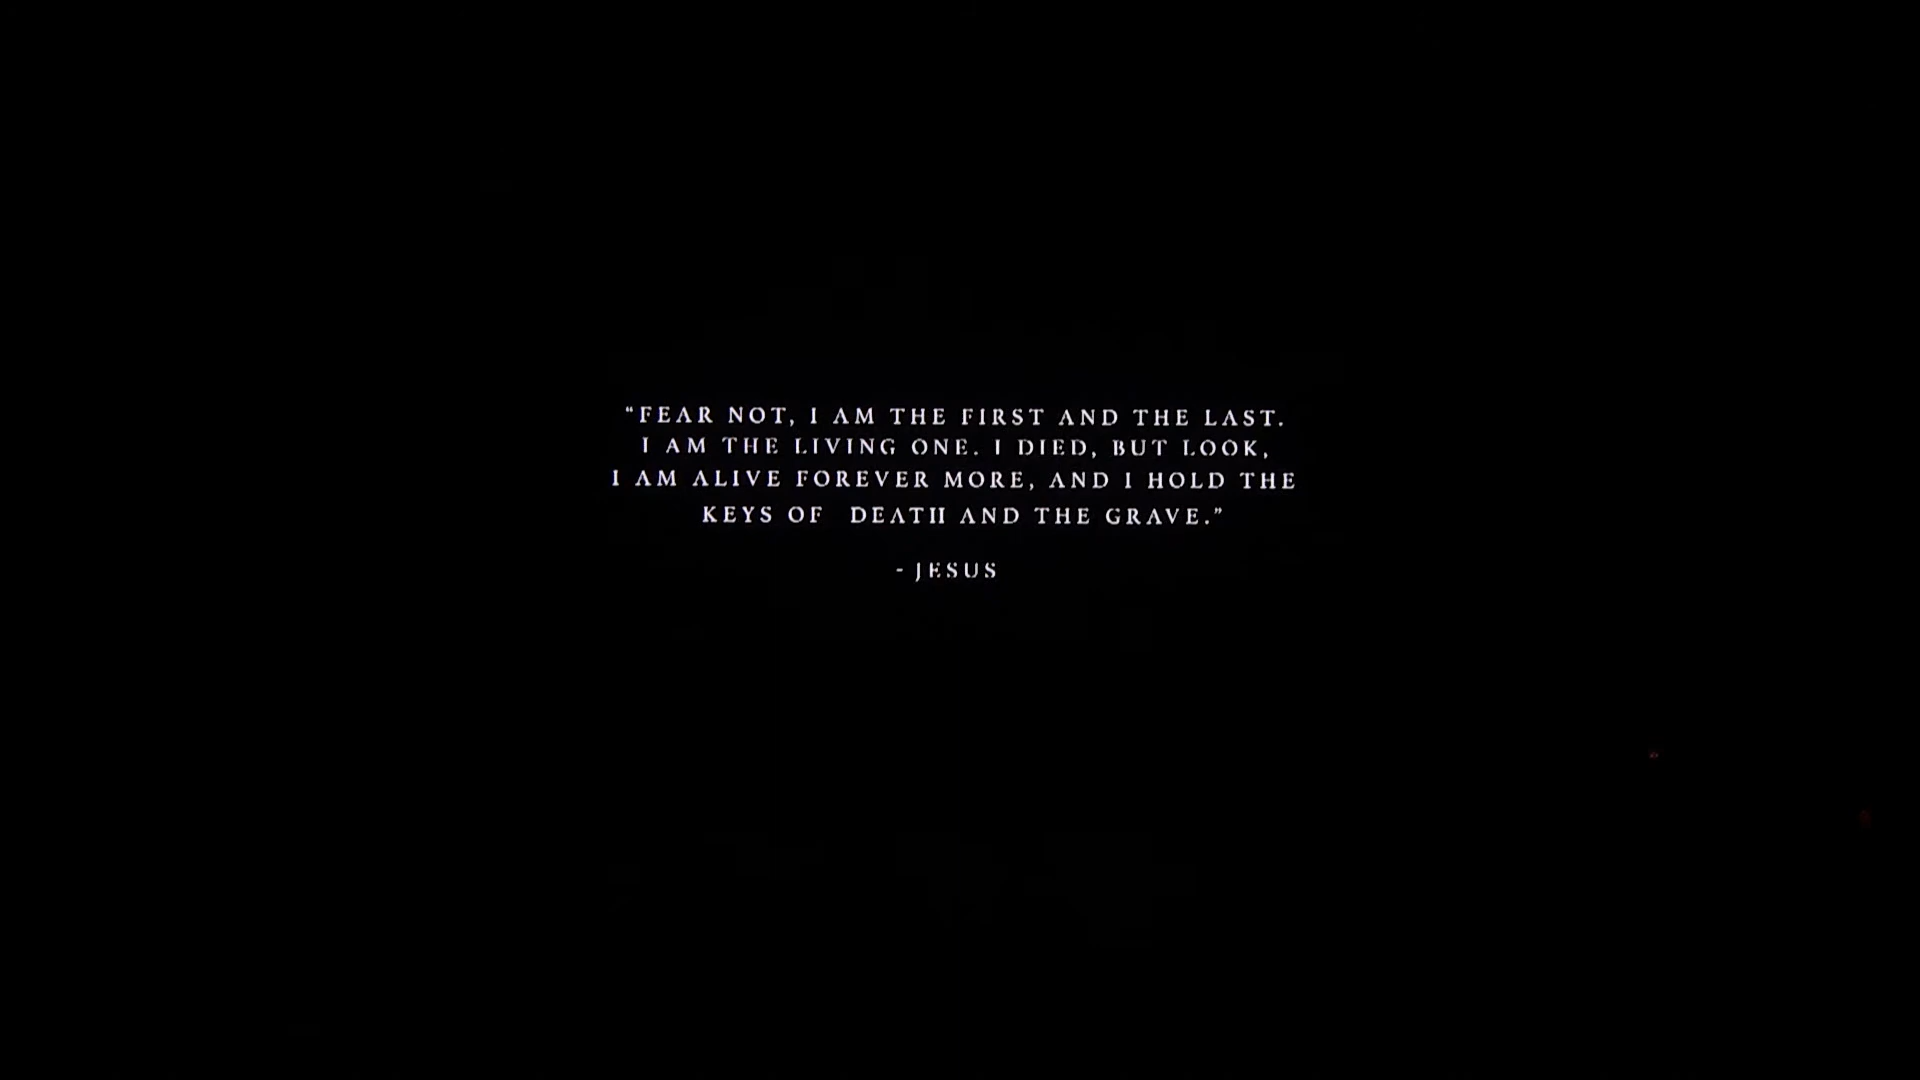 “FEAR NOT, I AM THE FIRST AND THE LAST.
I AM THE LIVING ONE. I DIED, BUT LOOK,
I AM ALIVE FOREVER MORE, AND I HOLD THE
KEYS OF DEATH AND THE GRAVE.”
- JESUS